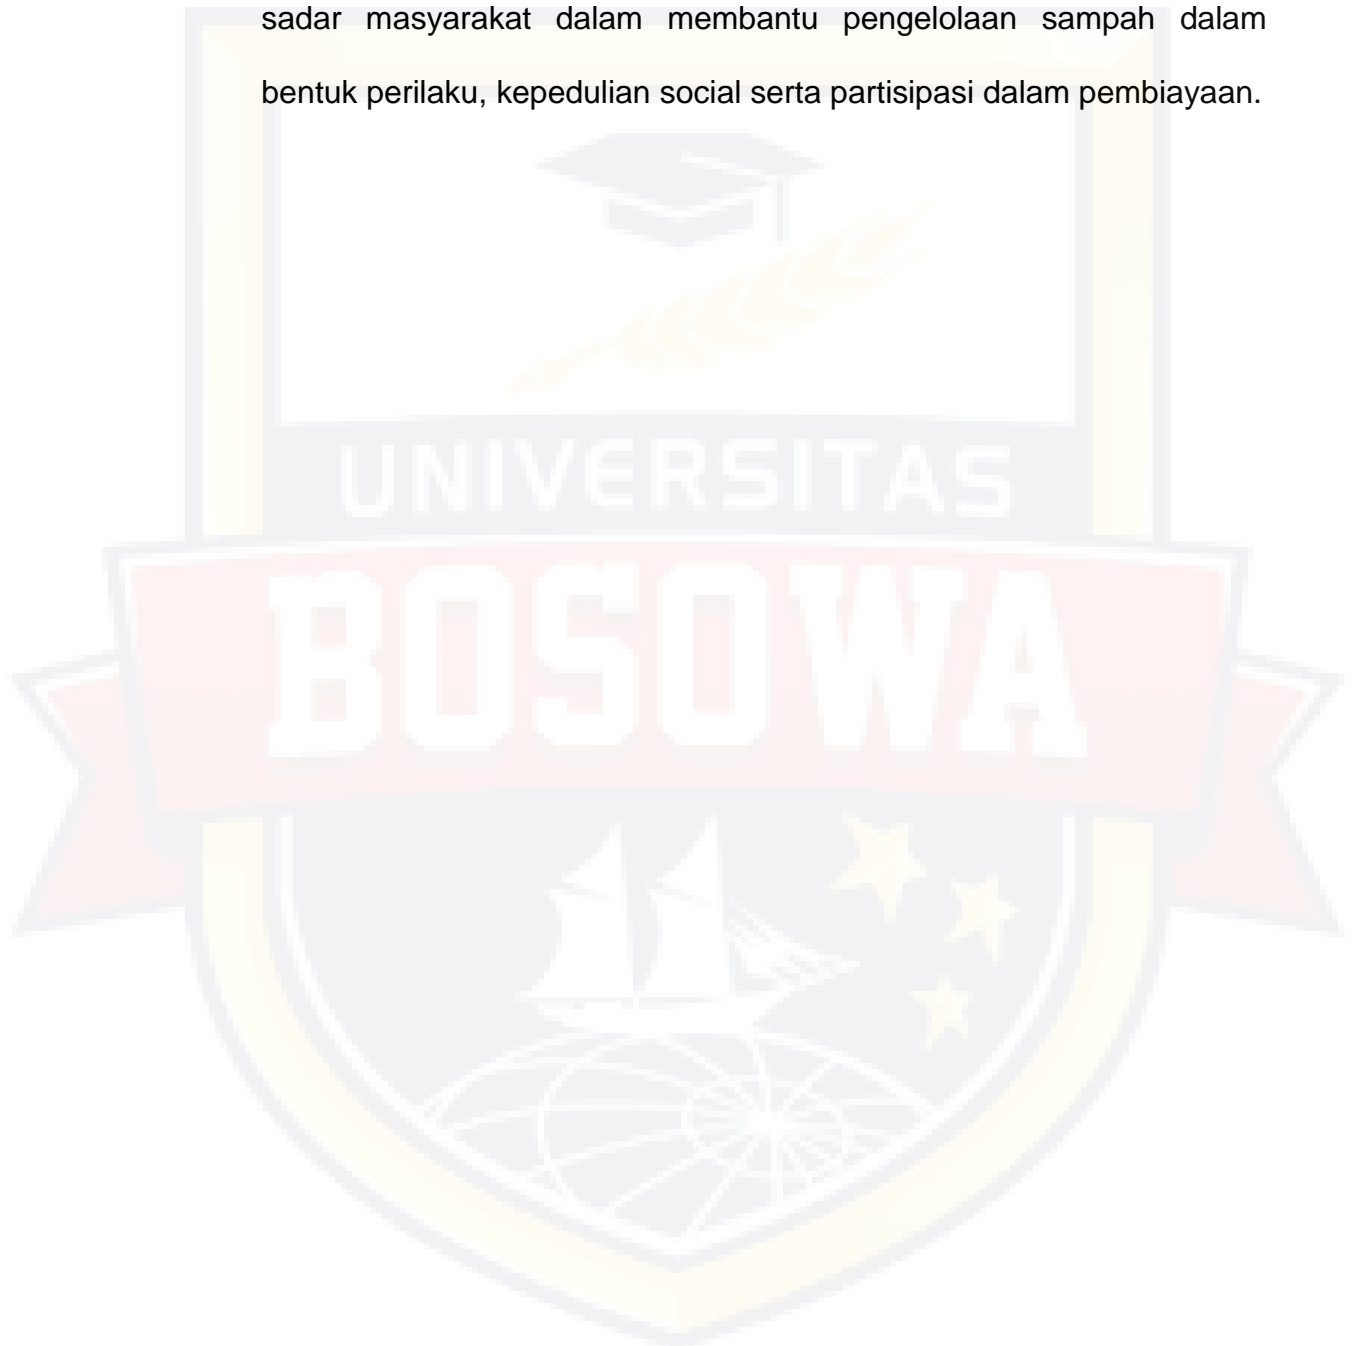 sadar masyarakat dalam membantu pengelolaan sampah dalam
bentuk perilaku, kepedulian social serta partisipasi dalam pembiayaan.
UNIVERSITAS
BOSOWA